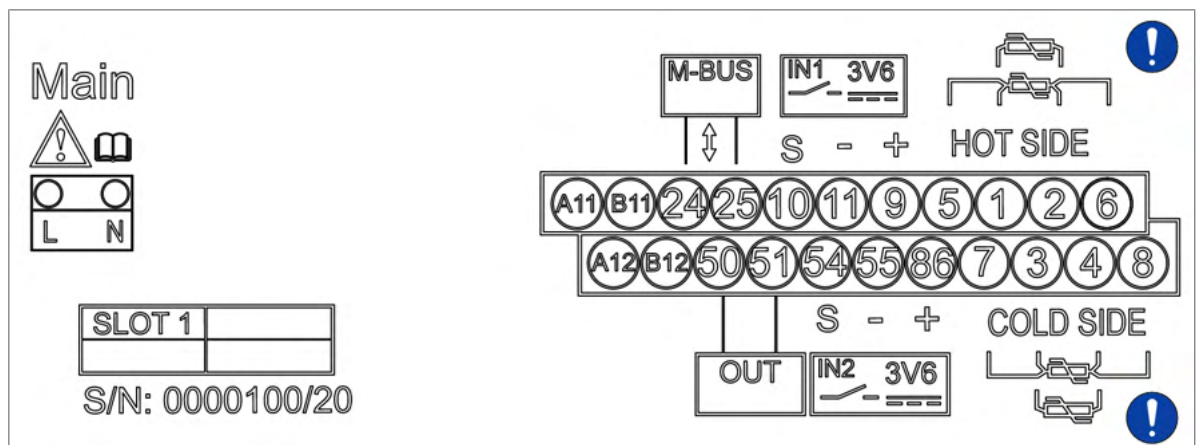 Main
L N
SLOT 1
S/N: 0000100/20
M-BUS IN1 3V6
S - + HOT SIDE
A11 B11 24 25 10 11 9 5 1 2 6
A12 B12 50 51 54 55 86 7 3 4 8
S - + COLD SIDE
OUT IN2 3V6